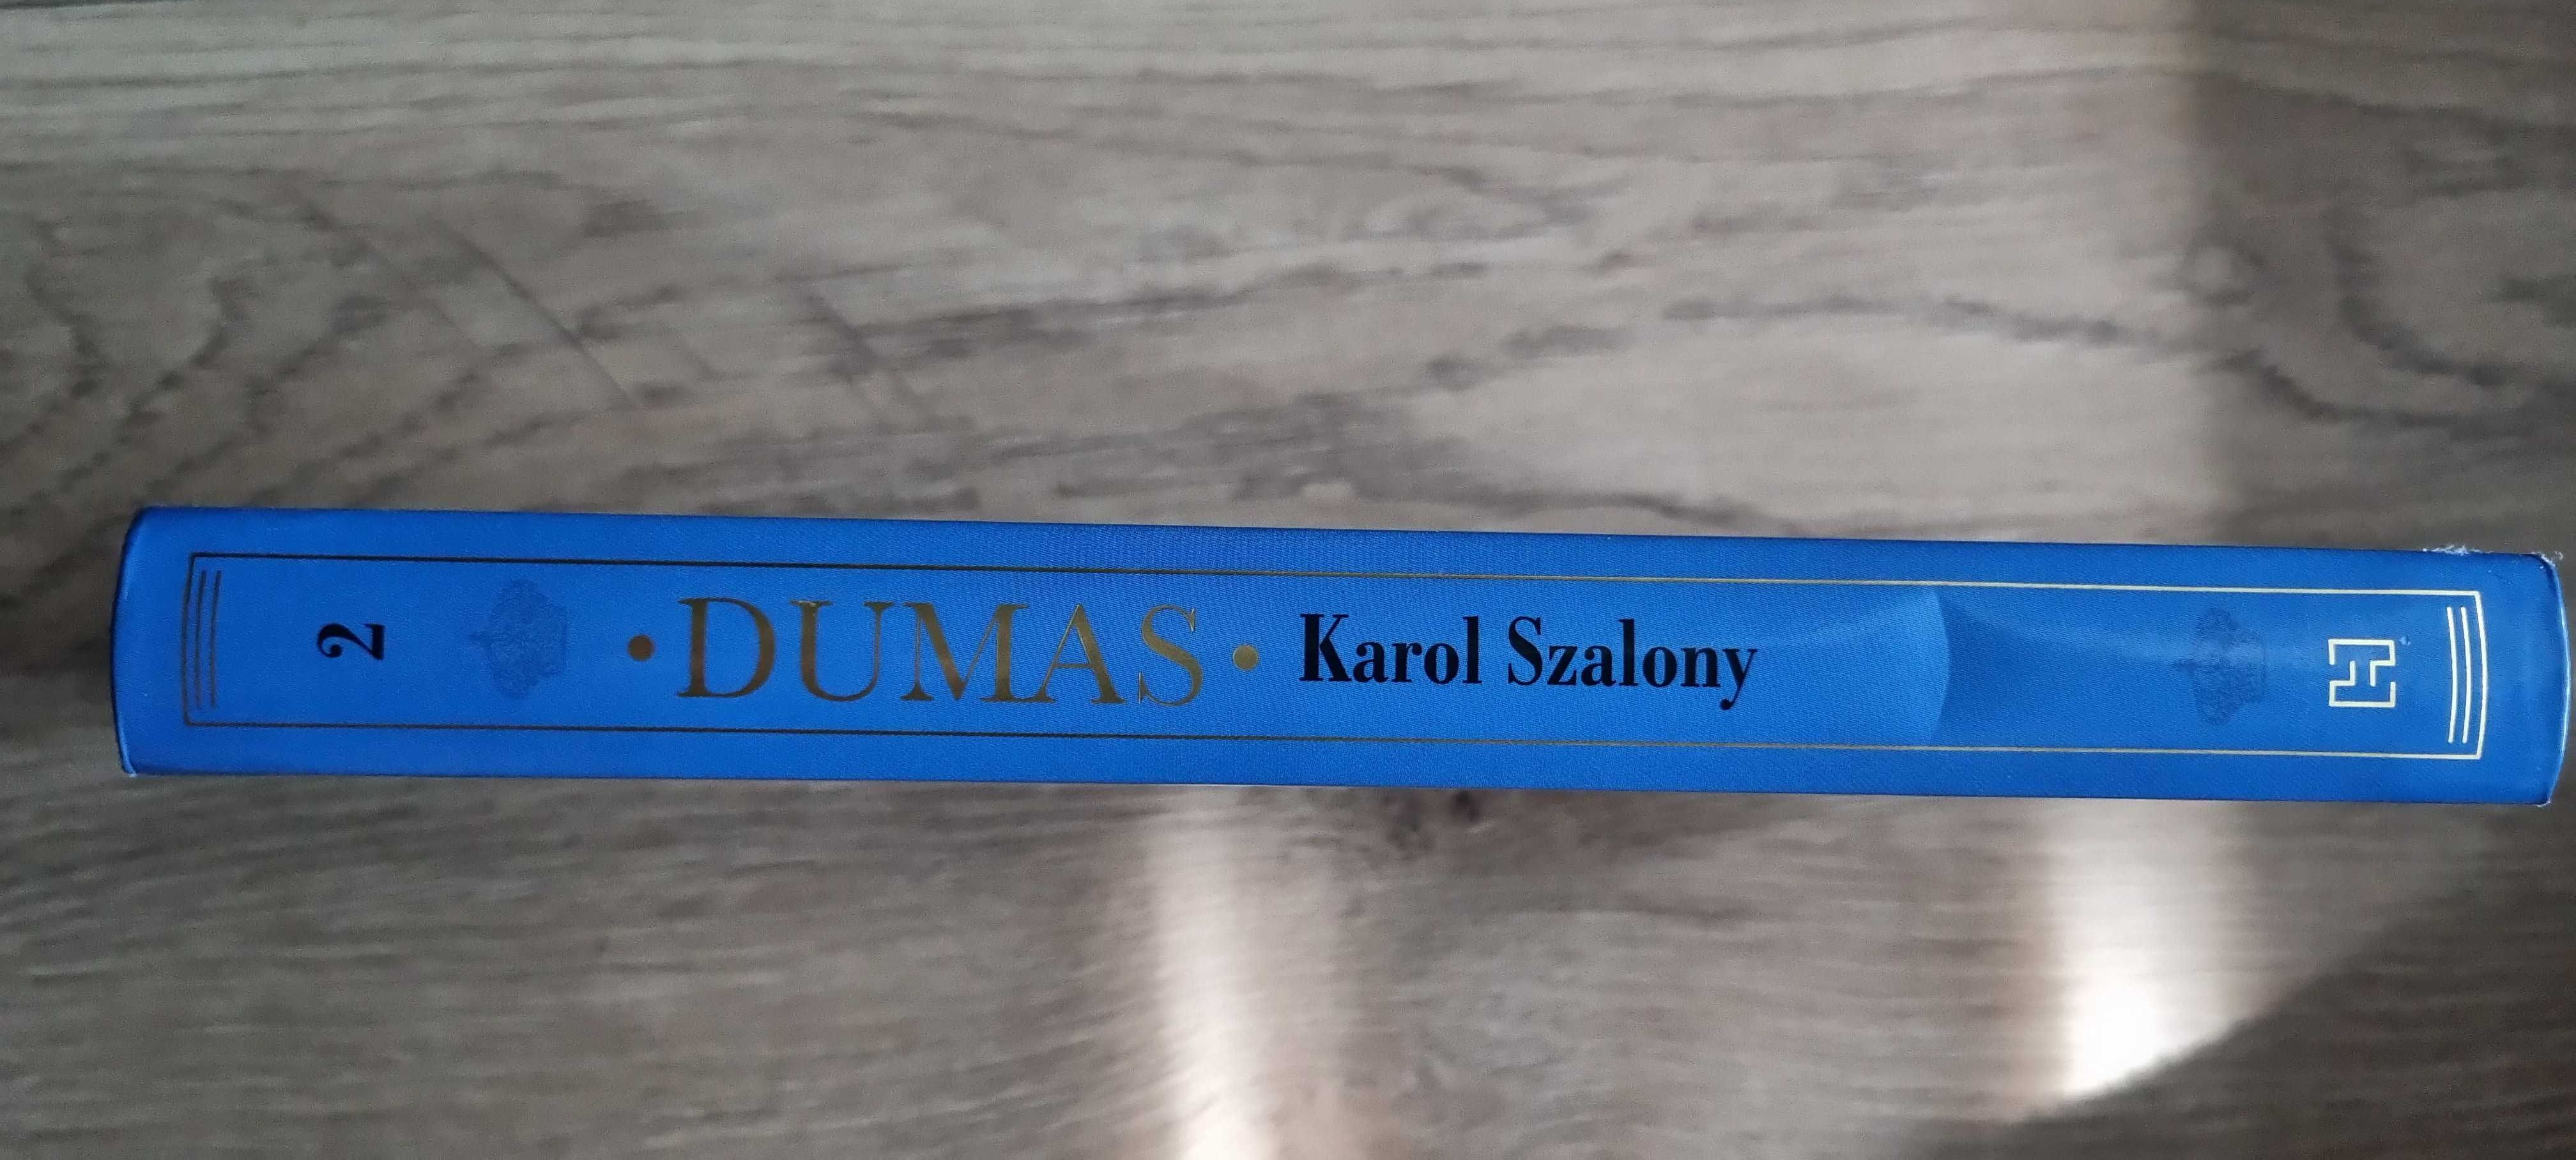 2
• DUMAS • Karol Szalony